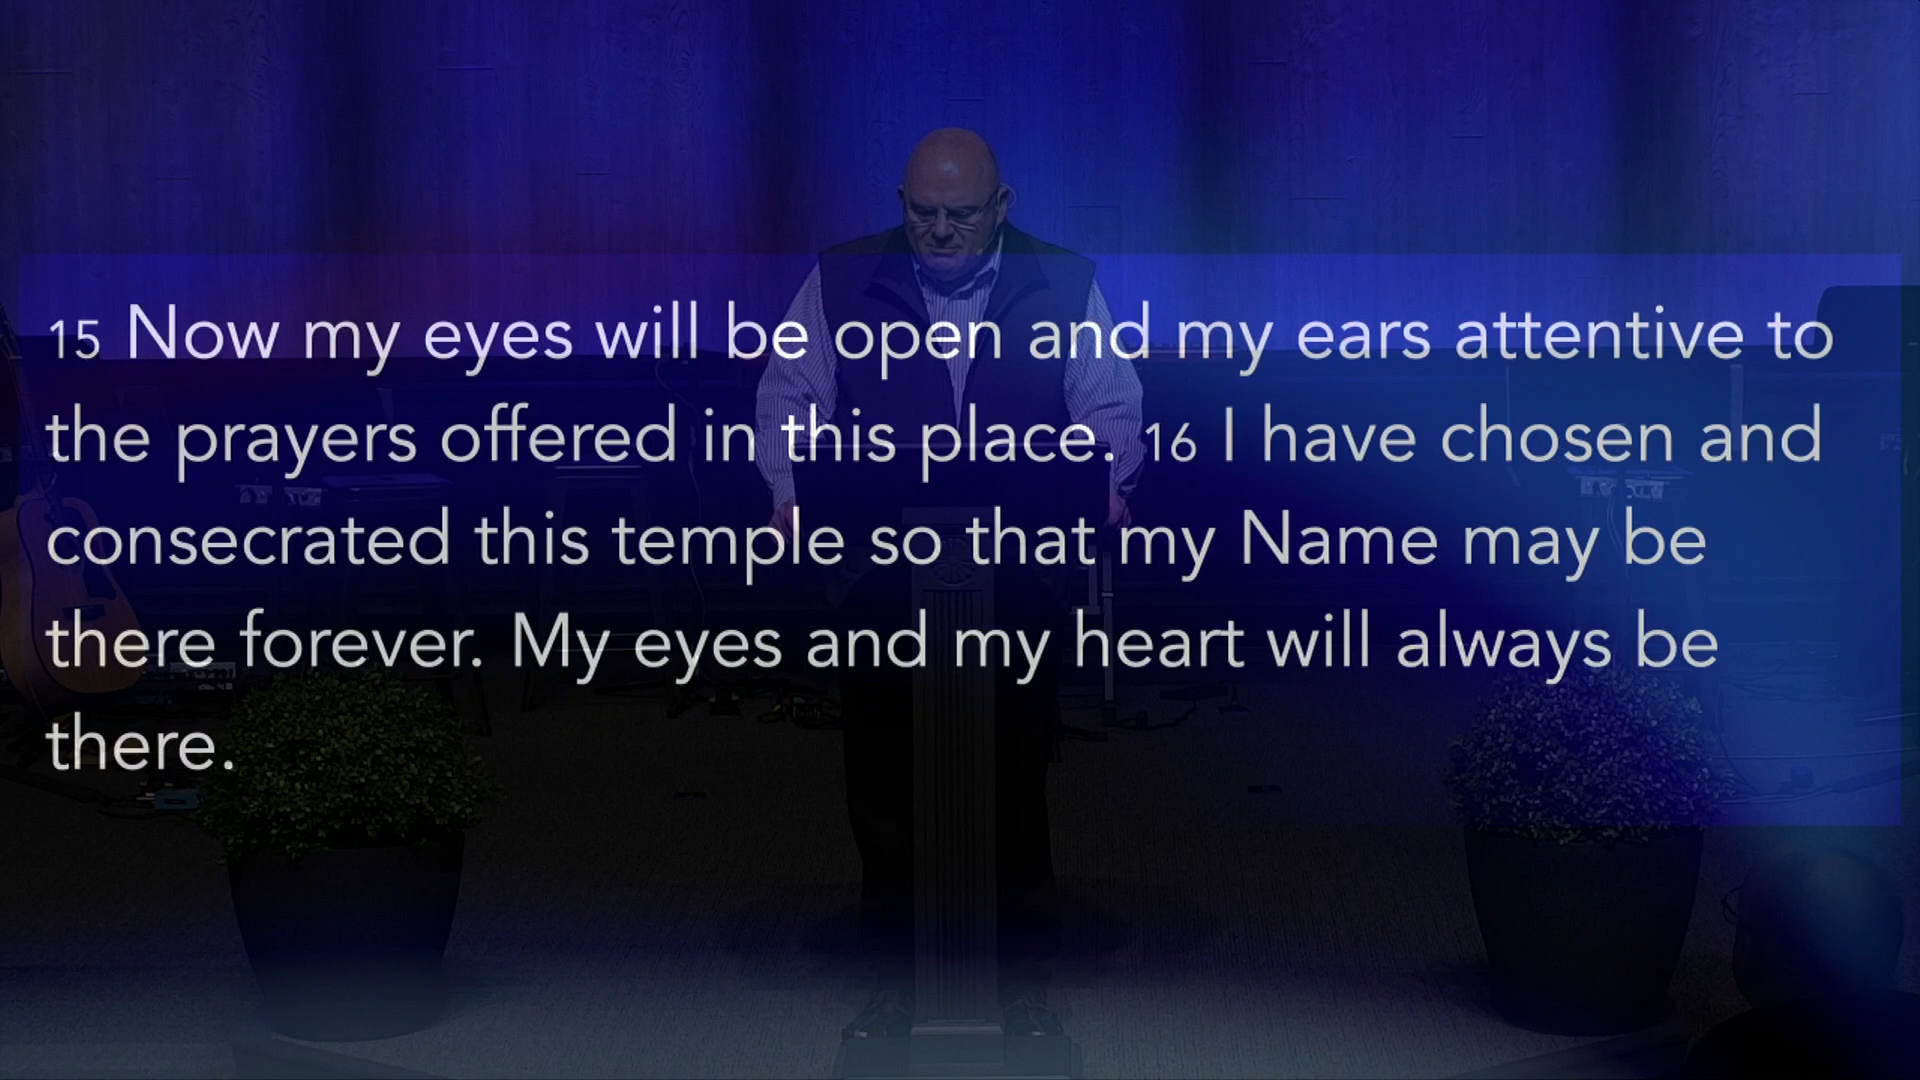 15 Now my eyes will be open and my ears attentive to
the prayers offered in this place. 16 I have chosen and
consecrated this temple so that my Name may be
there forever. My eyes and my heart will always be
there.